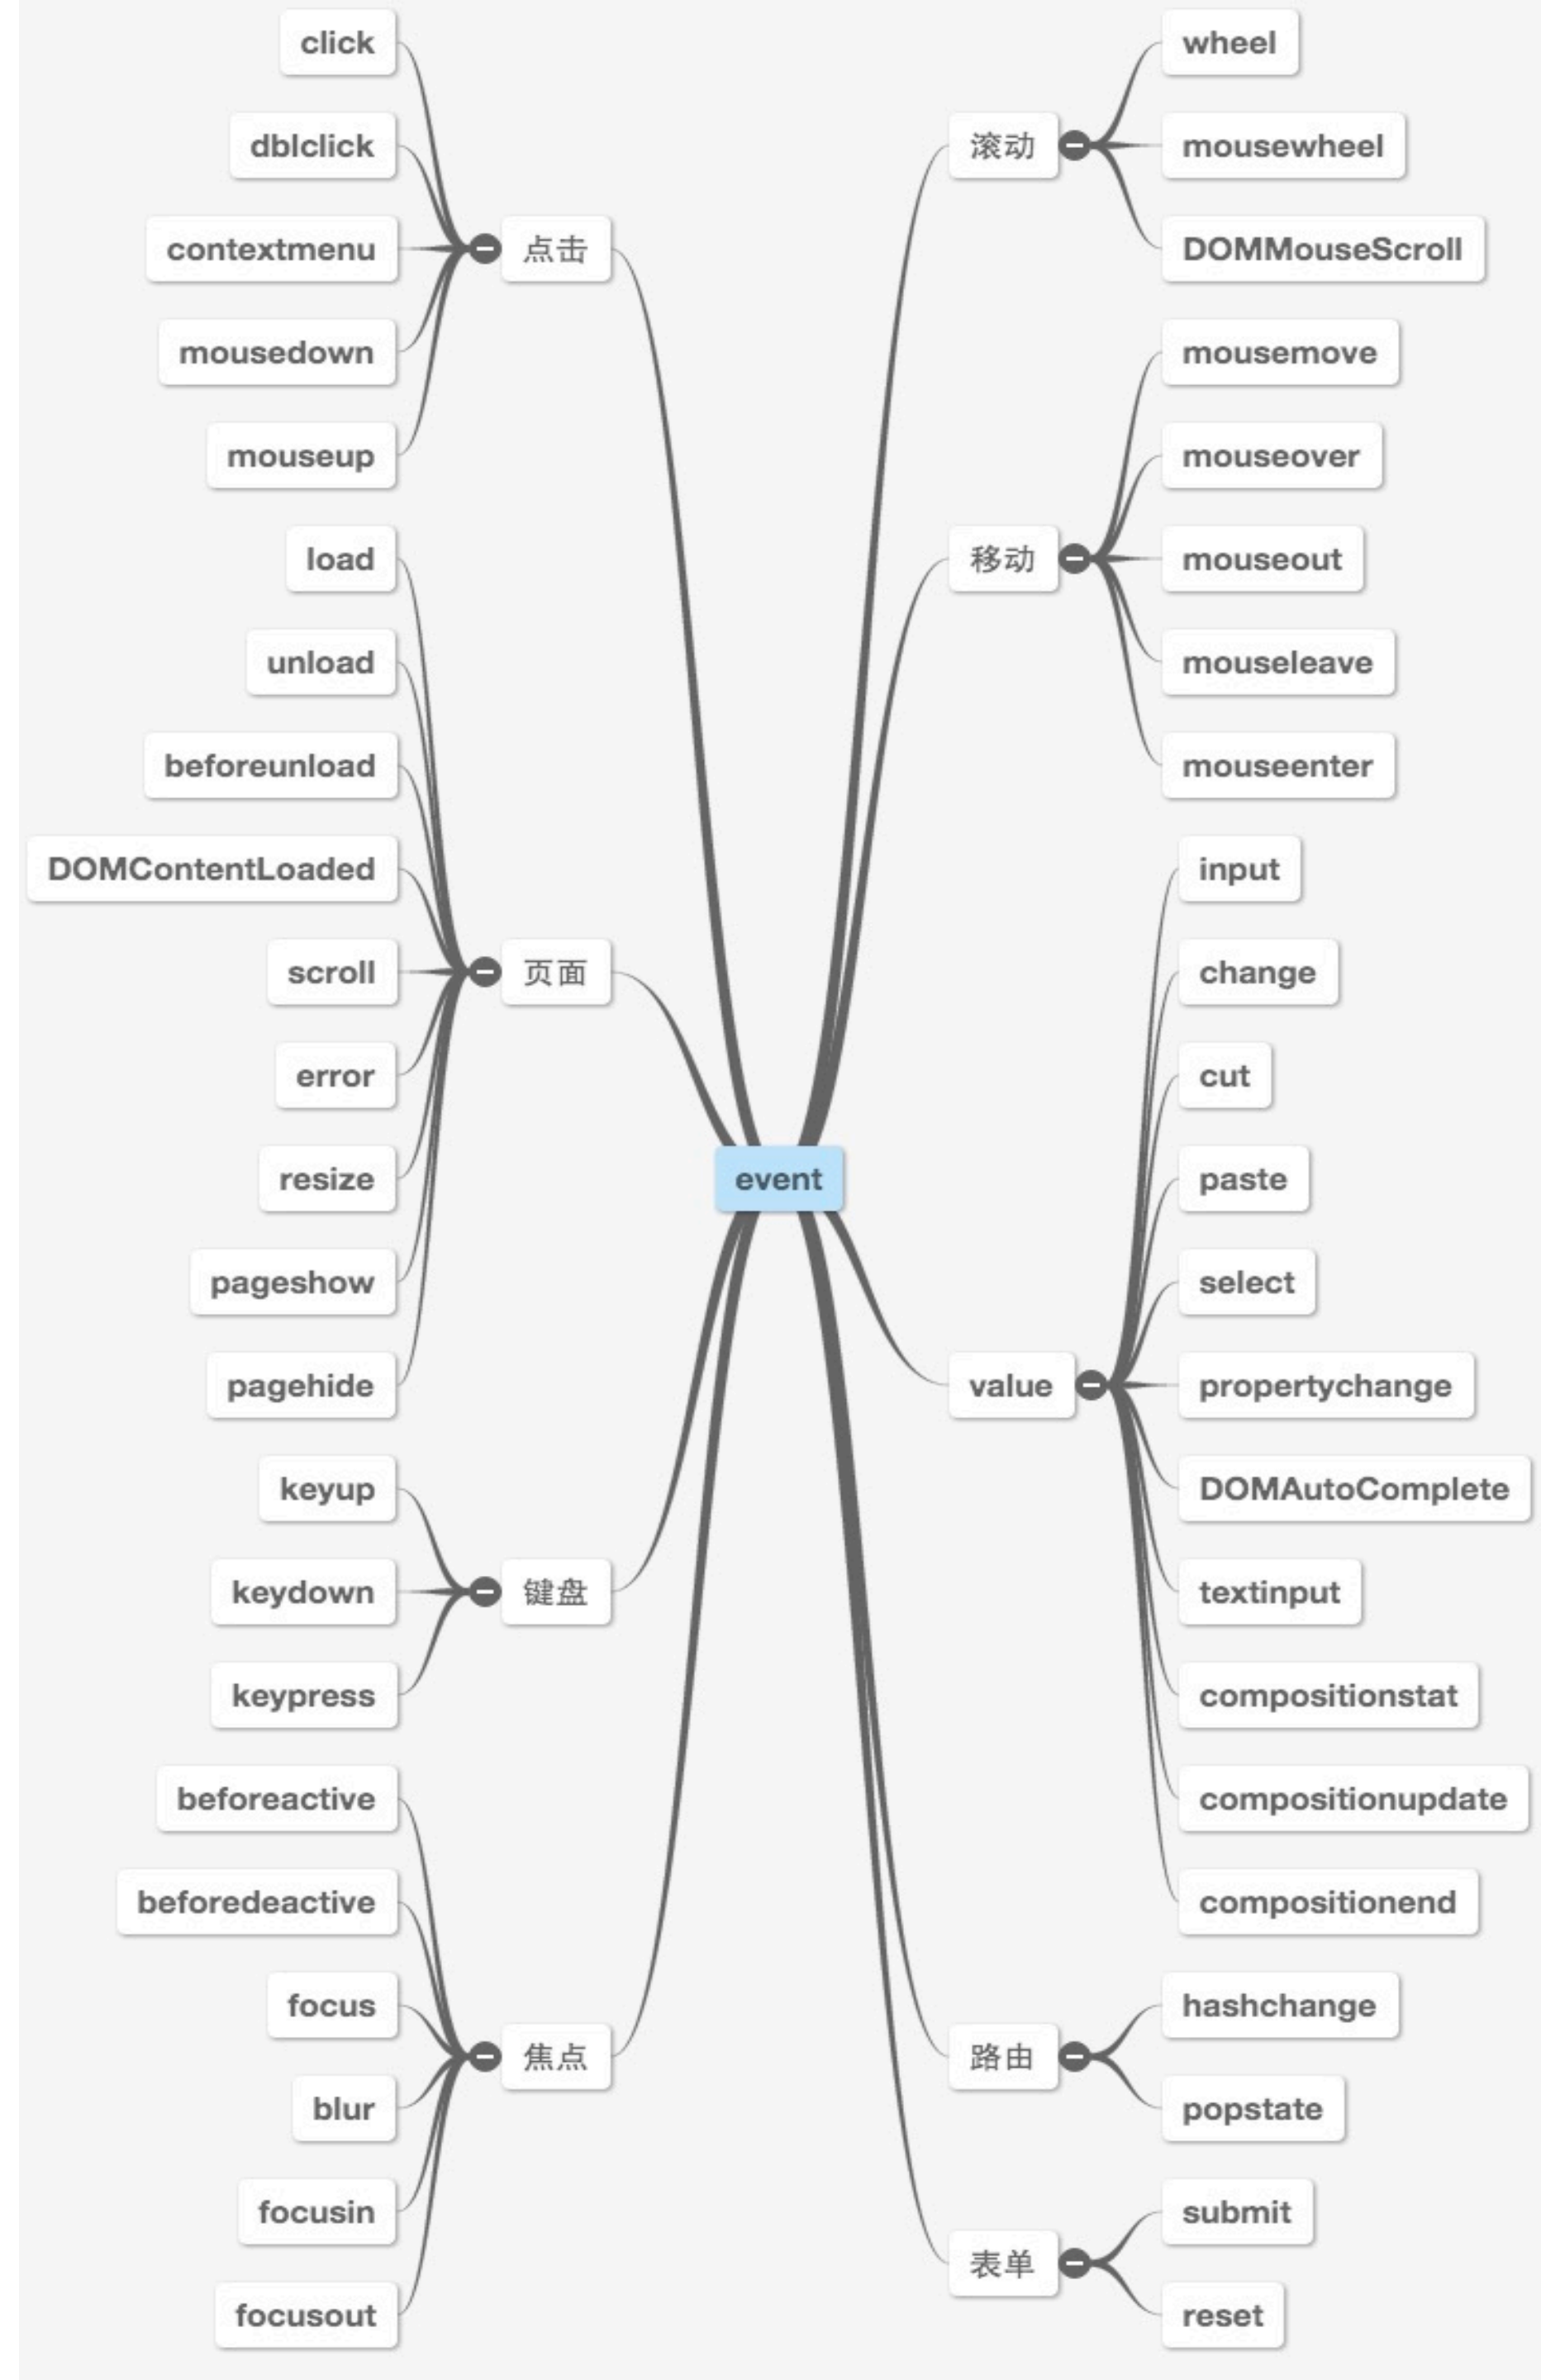 click
dblclick
contextmenu
mousedown
mouseup
点击
load
unload
beforeunload
DOMContentLoaded
scroll
error
resize
pageshow
pagehide
页面
keyup
keydown
keypress
键盘
beforeactive
beforedeactive
focus
blur
focusin
focusout
焦点
event
滚动
wheel
mousewheel
DOMMouseScroll
移动
mousemove
mouseover
mouseout
mouseleave
mouseenter
value
input
change
cut
paste
select
propertychange
DOMAutoComplete
textinput
compositionstat
compositionupdate
compositionend
路由
hashchange
popstate
表单
submit
reset